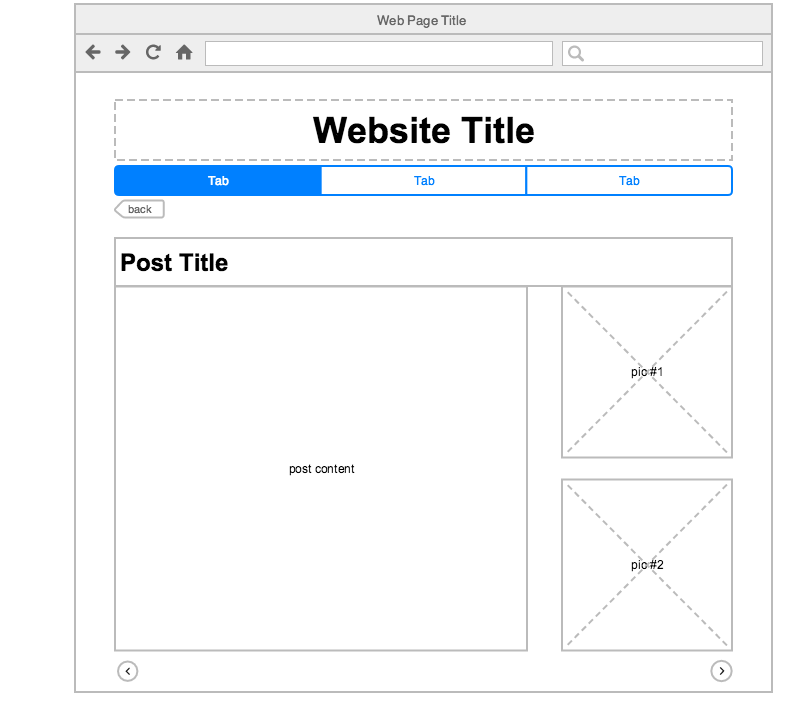 Web Page Title
Website Title
Tab
Tab
Tab
back
Post Title
pic #1
post content
pic #2